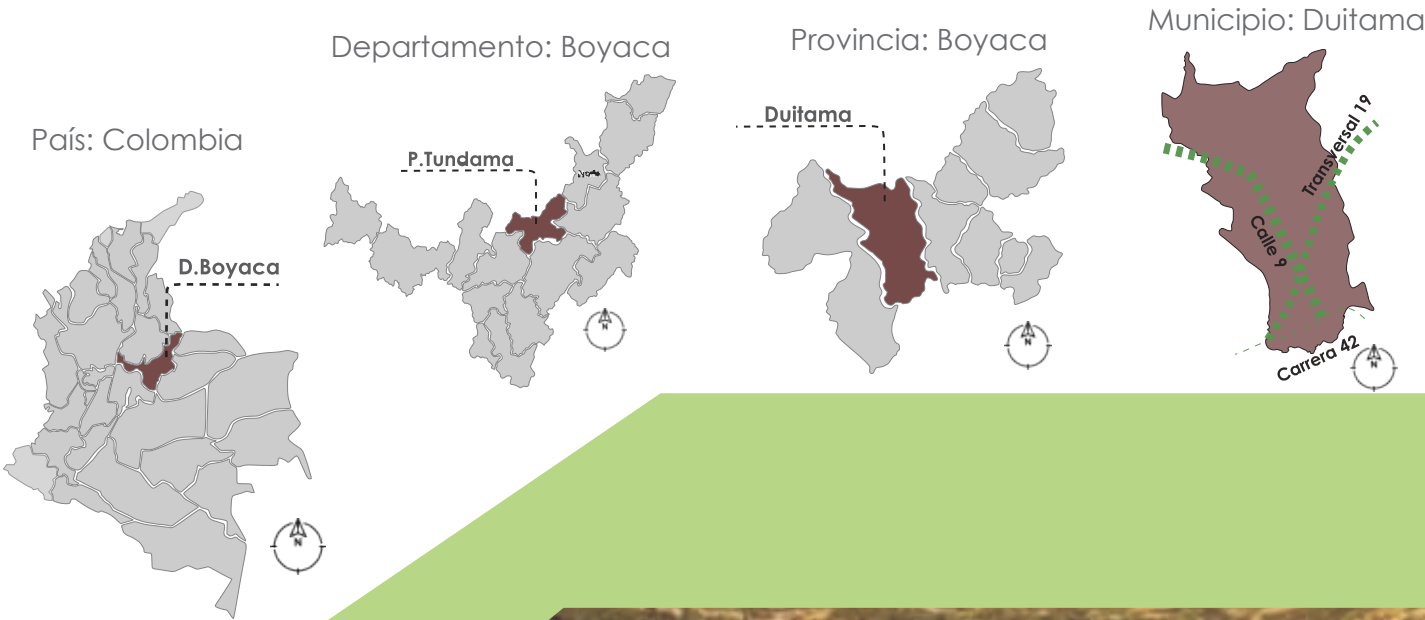 País: Colombia
D.Boyaca
N
Departamento: Boyaca
P.Tundama
N
Provincia: Boyaca
Duitama
N
Municipio: Duitama
Transversal 19
Calle 9
Carrera 42
N